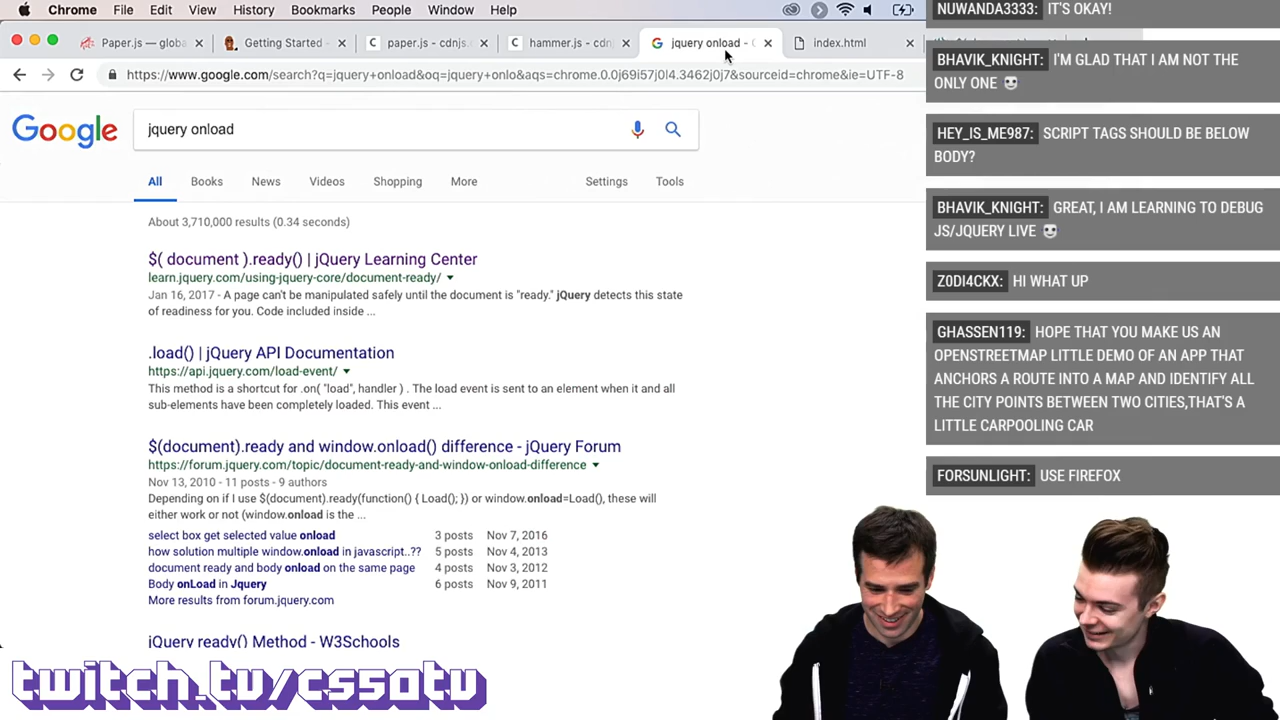 Chrome File Edit View History Bookmarks People Window Help
Paper.js — globa
Getting Started -
paper.js - cdnjs.c
hammer.js - cdnj
jquery onload - G
index.html
https://www.google.com/search?q=jquery+onload&oq=jquery+onlo&aqs=chrome.0.0j69i57j0l4.3462j0j7&sourceid=chrome&ie=UTF-8
Google
jquery onload
All Books News Videos Shopping More Settings Tools
About 3,710,000 results (0.34 seconds)
$( document ).ready() | jQuery Learning Center
learn.jquery.com/using-jquery-core/document-ready/
Jan 16, 2017 - A page can't be manipulated safely until the document is "ready." jQuery detects this state
of readiness for you. Code included inside ...
.load() | jQuery API Documentation
https://api.jquery.com/load-event/
This method is a shortcut for .on( "load", handler ) . The load event is sent to an element when it and all
sub-elements have been completely loaded. This event ...
$(document).ready and window.onload() difference - jQuery Forum
https://forum.jquery.com/topic/document-ready-and-window-onload-difference
Nov 13, 2010 - 11 posts - 9 authors
Depending on if I use $(document).ready(function() { Load(); }) or window.onload=Load(), these will
either work or not (window.onload is the ...
select box get selected value onload 3 posts Nov 7, 2016
how solution multiple window.onload in javascript..?? 5 posts Nov 4, 2013
document ready and body onload on the same page 4 posts Nov 3, 2012
Body onLoad in Jquery 6 posts Nov 9, 2011
More results from forum.jquery.com
jQuery ready() Method - W3Schools
twitch.tv/cssatv
NUWANDA3333: IT'S OKAY!
BHAVIK_KNIGHT: I'M GLAD THAT I AM NOT THE
ONLY ONE
HEY_IS_ME987: SCRIPT TAGS SHOULD BE BELOW
BODY?
BHAVIK_KNIGHT: GREAT, I AM LEARNING TO DEBUG
JS/JQUERY LIVE
Z0DI4CKX: HI WHAT UP
GHASSEN119: HOPE THAT YOU MAKE US AN
OPENSTREETMAP LITTLE DEMO OF AN APP THAT
ANCHORS A ROUTE INTO A MAP AND IDENTIFY ALL
THE CITY POINTS BETWEEN TWO CITIES,THAT'S A
LITTLE CARPOOLING CAR
FORSUNLIGHT: USE FIREFOX